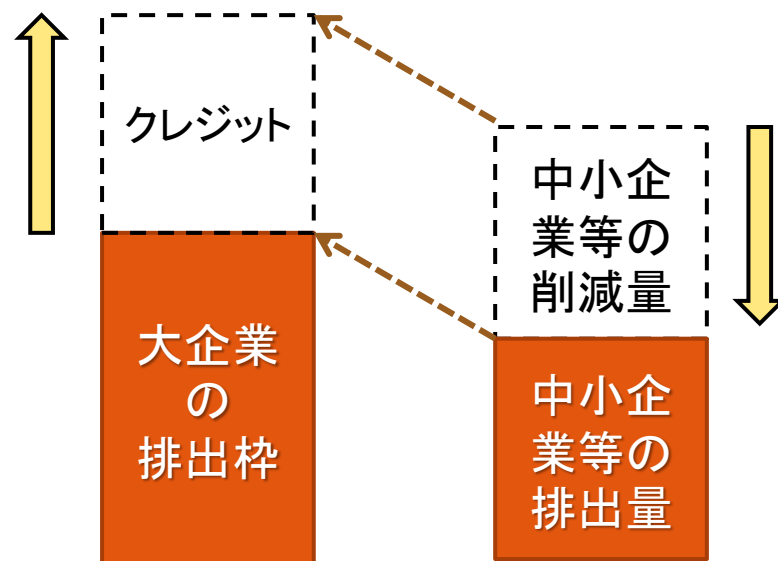 クレジット
大企業
の
排出枠
中小企
業等の
削減量
中小企
業等の
排出量